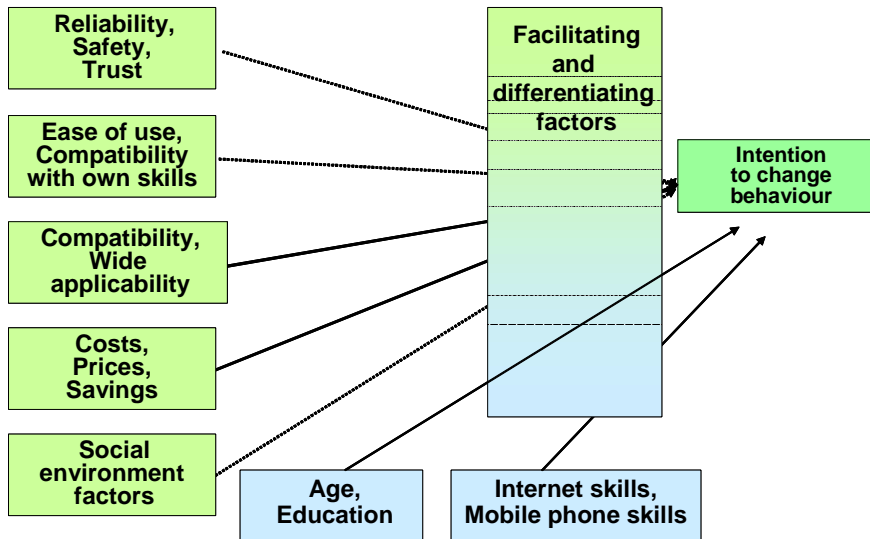 Reliability,
Safety,
Trust
Ease of use,
Compatibility
with own skills
Compatibility,
Wide
applicability
Costs,
Prices,
Savings
Social
environment
factors
Facilitating
and
differentiating
factors
Intention
to change
behaviour
Age,
Education
Internet skills,
Mobile phone skills